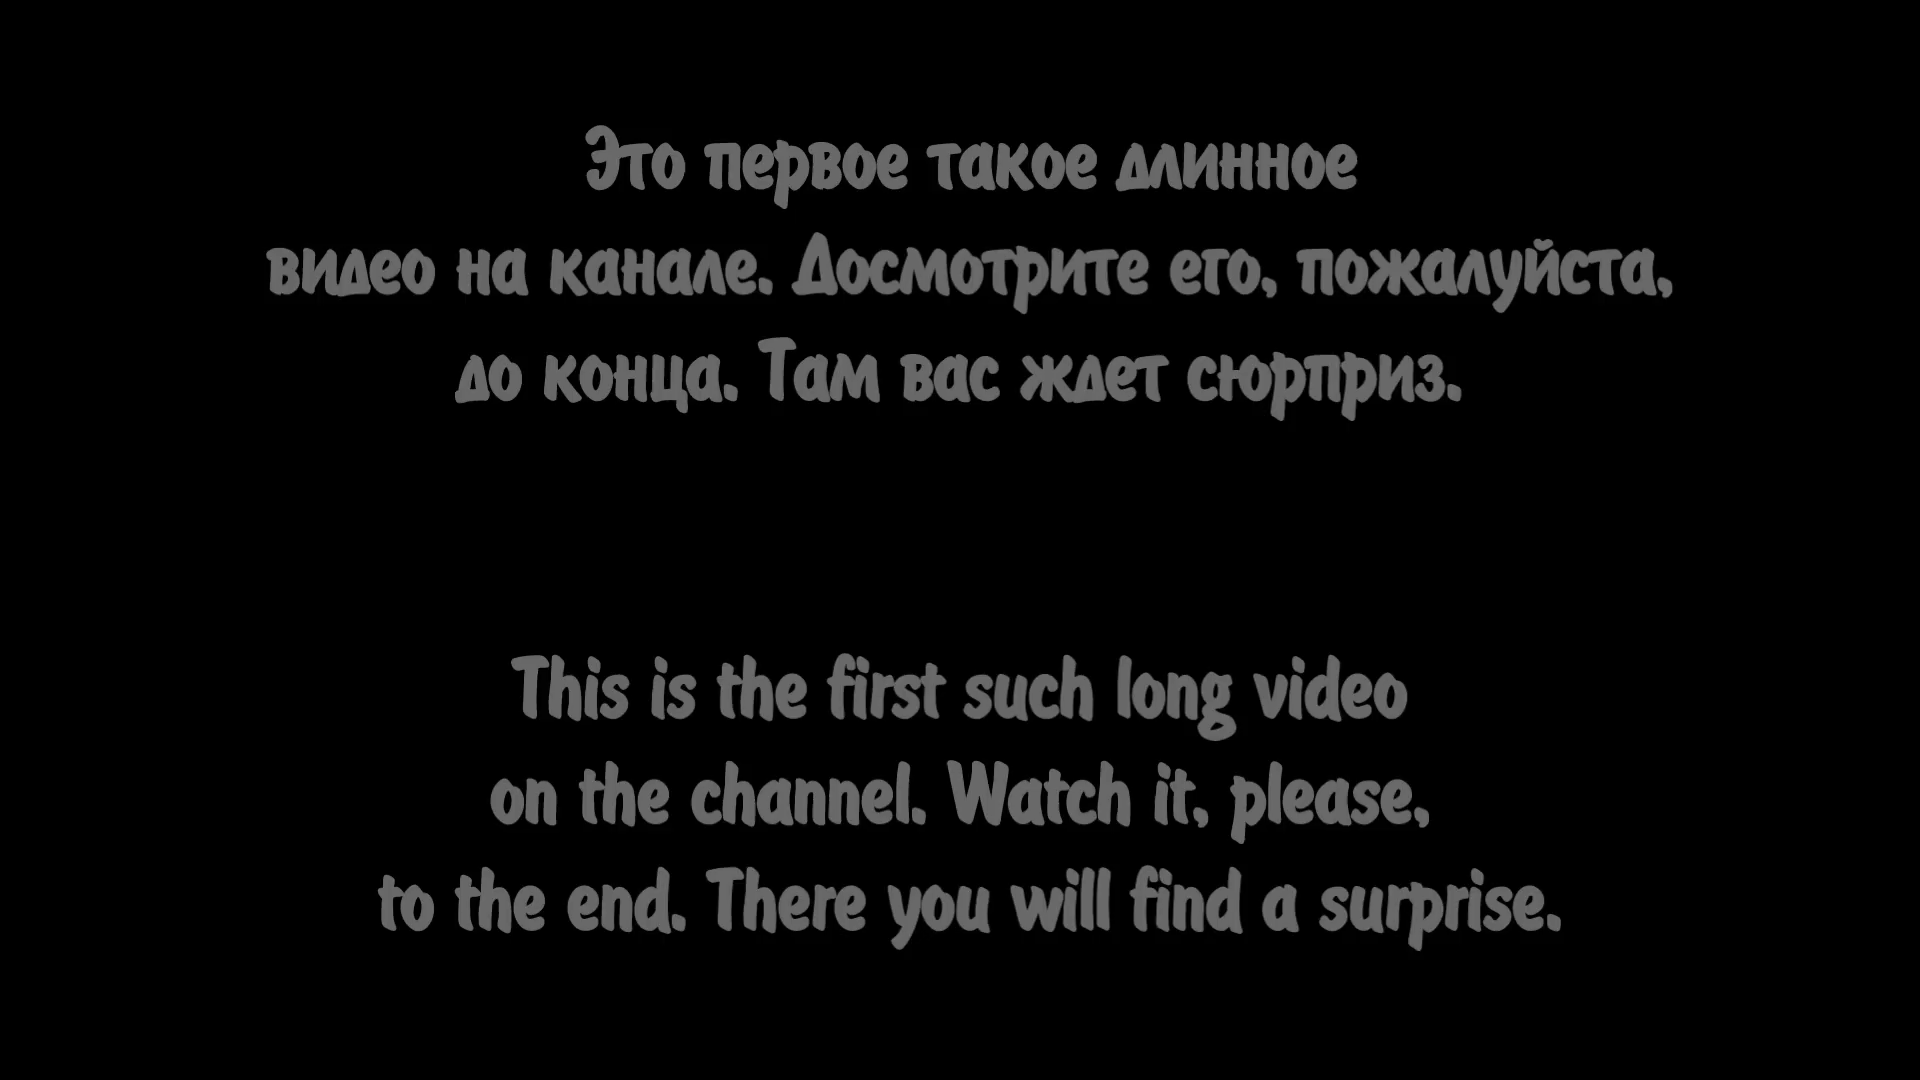 Это первое такое длинное
видео на канале. Досмотрите его, пожалуйста,
до конца. Там вас ждет сюрприз.
This is the first such long video
on the channel. Watch it, please,
to the end. There you will find a surprise.